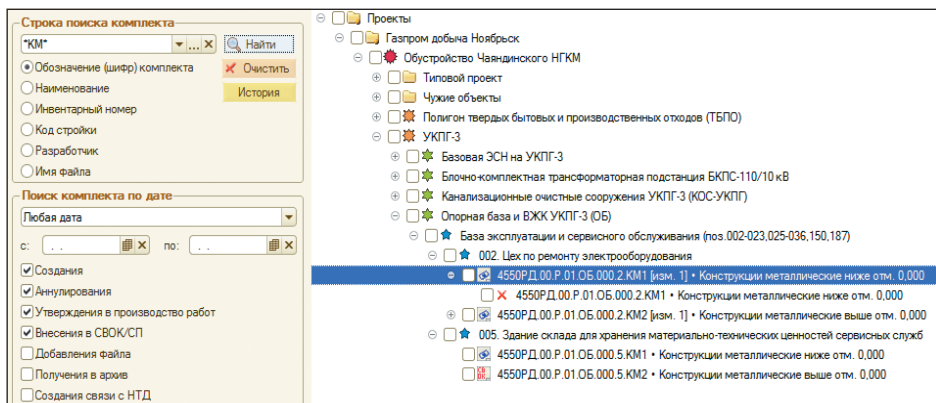 Строка поиска комплекта
*КМ*
... Найти
Обозначение (шифр) комплекта
Очистить
Наименование
История
Инвентарный номер
Код стройки
Разработчик
Имя файла
Поиск комплекта по дате
Любая дата
с: . . по: . .
Создания
Аннулирования
Утверждения в производство работ
Внесения в СВОК/СП
Добавления файла
Получения в архив
Создания связи с НТД
Проекты
Газпром добыча Ноябрьск
Обустройство Чаяндинского НГКМ
Типовой проект
Чужие объекты
Полигон твердых бытовых и производственных отходов (ТБПО)
УКПГ-3
Базовая ЭСН на УКПГ-3
Блочно-комплектная трансформаторная подстанция БКПС-110/10 кВ
Канализационные очистные сооружения УКПГ-3 (КОС-УКПГ)
Опорная база и ВЖК УКПГ-3 (ОБ)
База эксплуатации и сервисного обслуживания (поз.002-023,025-036,150,187)
002. Цех по ремонту электрооборудования
4550РД.00.Р.01.ОБ.000.2.КМ1 [изм. 1] • Конструкции металлические ниже отм. 0,000
4550РД.00.Р.01.ОБ.000.2.КМ1 • Конструкции металлические ниже отм. 0,000
4550РД.00.Р.01.ОБ.000.2.КМ2 [изм. 1] • Конструкции металлические выше отм. 0,000
005. Здание склада для хранения материально-технических ценностей сервисных служб
4550РД.00.Р.01.ОБ.000.5.КМ1 • Конструкции металлические ниже отм. 0,000
4550РД.00.Р.01.ОБ.000.5.КМ2 • Конструкции металлические выше отм. 0,000